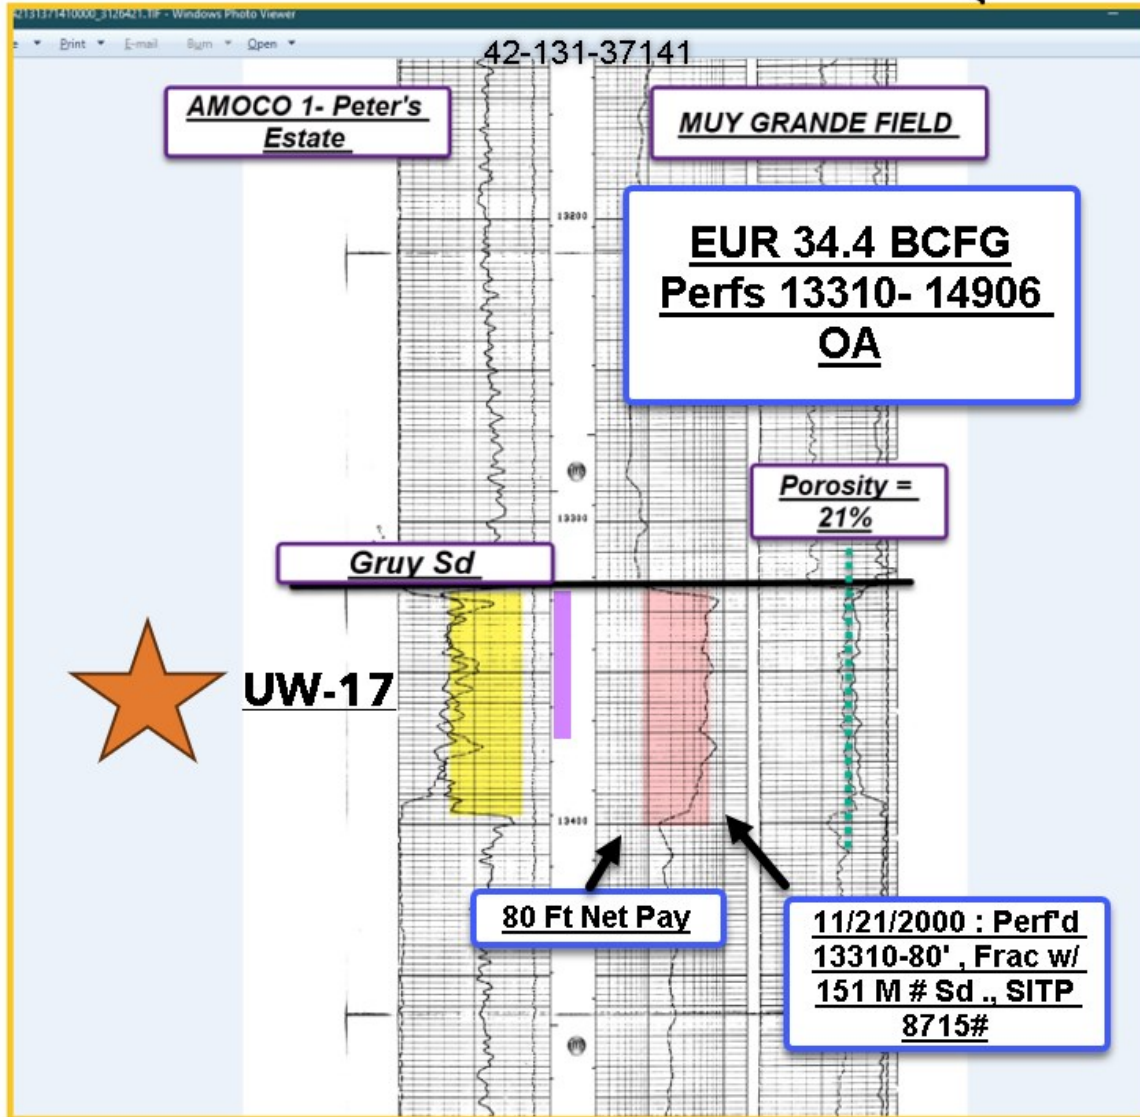 42131371410000_3126421.TIF - Windows Photo Viewer
Print E-mail Burn Open
42-131-37141
AMOCO 1- Peter's
Estate
MUY GRANDE FIELD
13200
EUR 34.4 BCFG
Perfs 13310- 14906
OA
Porosity =
21%
13300
Gruy Sd
UW-17
13400
80 Ft Net Pay
11/21/2000 : Perf'd
13310-80' , Frac w/
151 M # Sd ., SITP
8715#